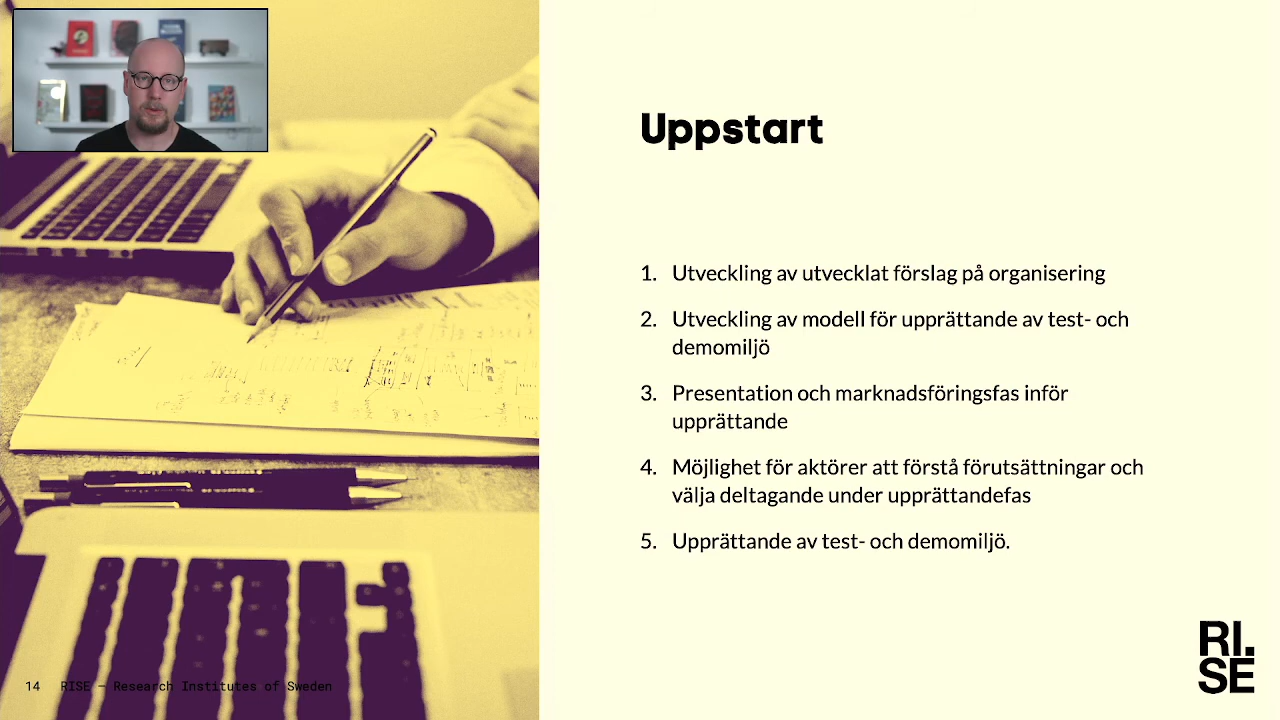 Uppstart
1. Utveckling av utvecklat förslag på organisering
2. Utveckling av modell för upprättande av test- och
demomiljö
3. Presentation och marknadsföringsfas inför
upprättande
4. Möjlighet för aktörer att förstå förutsättningar och
välja deltagande under upprättandefas
5. Upprättande av test- och demomiljö.
14 RISE — Research Institutes of Sweden
RI.
SE